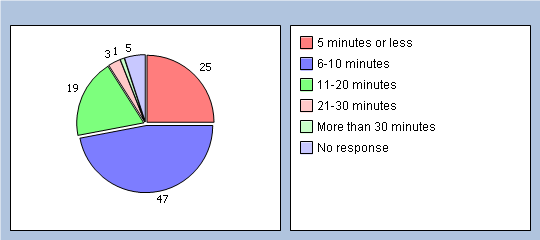 25
47
19
3
1
5
5 minutes or less
6-10 minutes
11-20 minutes
21-30 minutes
More than 30 minutes
No response